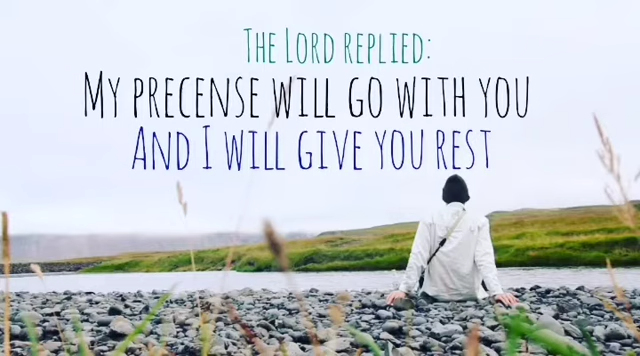 The Lord replied:
My precense will go with you
And I will give you rest